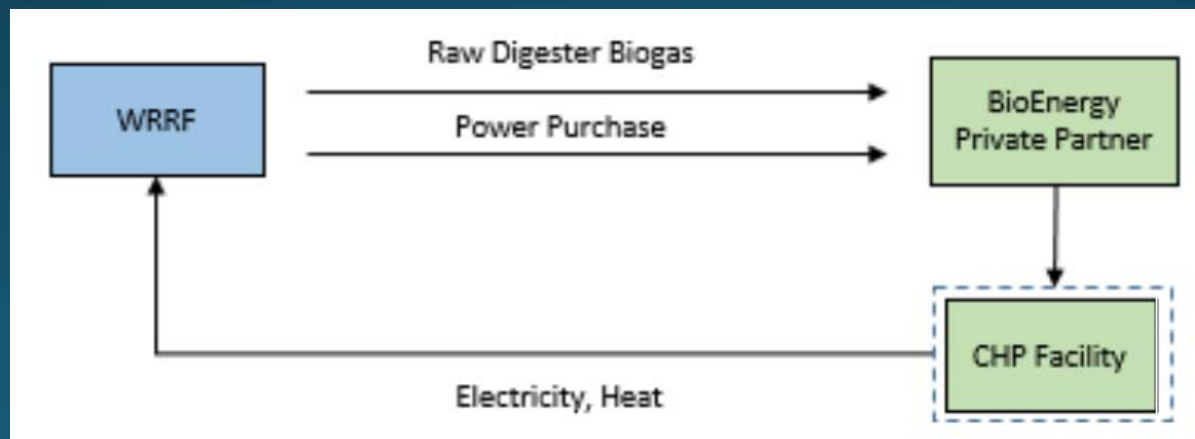 Raw Digester Biogas
WRRF
Power Purchase
BioEnergy
Private Partner
CHP Facility
Electricity, Heat